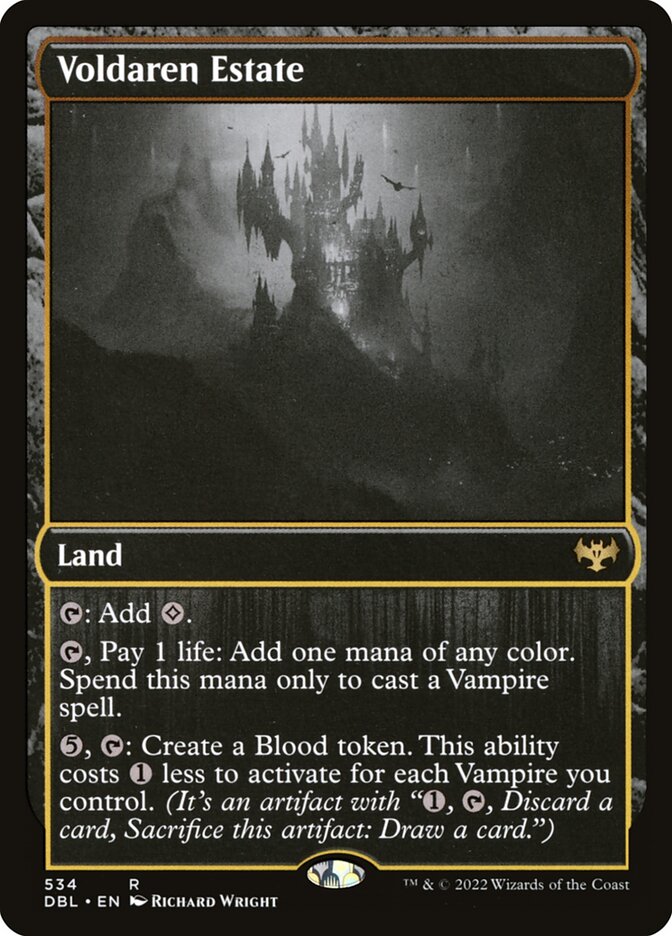 Voldaren Estate
Land
: Add .
, Pay 1 life: Add one mana of any color.
Spend this mana only to cast a Vampire
spell.
5, : Create a Blood token. This ability
costs 1 less to activate for each Vampire you
control. (It's an artifact with “1, , Discard a
card, Sacrifice this artifact: Draw a card.”)
534 R
DBL • EN Richard Wright
™ & © 2022 Wizards of the Coast